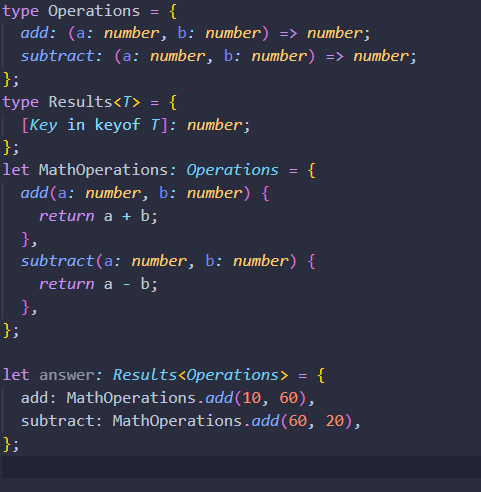 type Operations = {
  add: (a: number, b: number) => number;
  subtract: (a: number, b: number) => number;
};
type Results<T> = {
  [Key in keyof T]: number;
};
let MathOperations: Operations = {
  add(a: number, b: number) {
    return a + b;
  },
  subtract(a: number, b: number) {
    return a - b;
  },
};

let answer: Results<Operations> = {
  add: MathOperations.add(10, 60),
  subtract: MathOperations.add(60, 20),
};